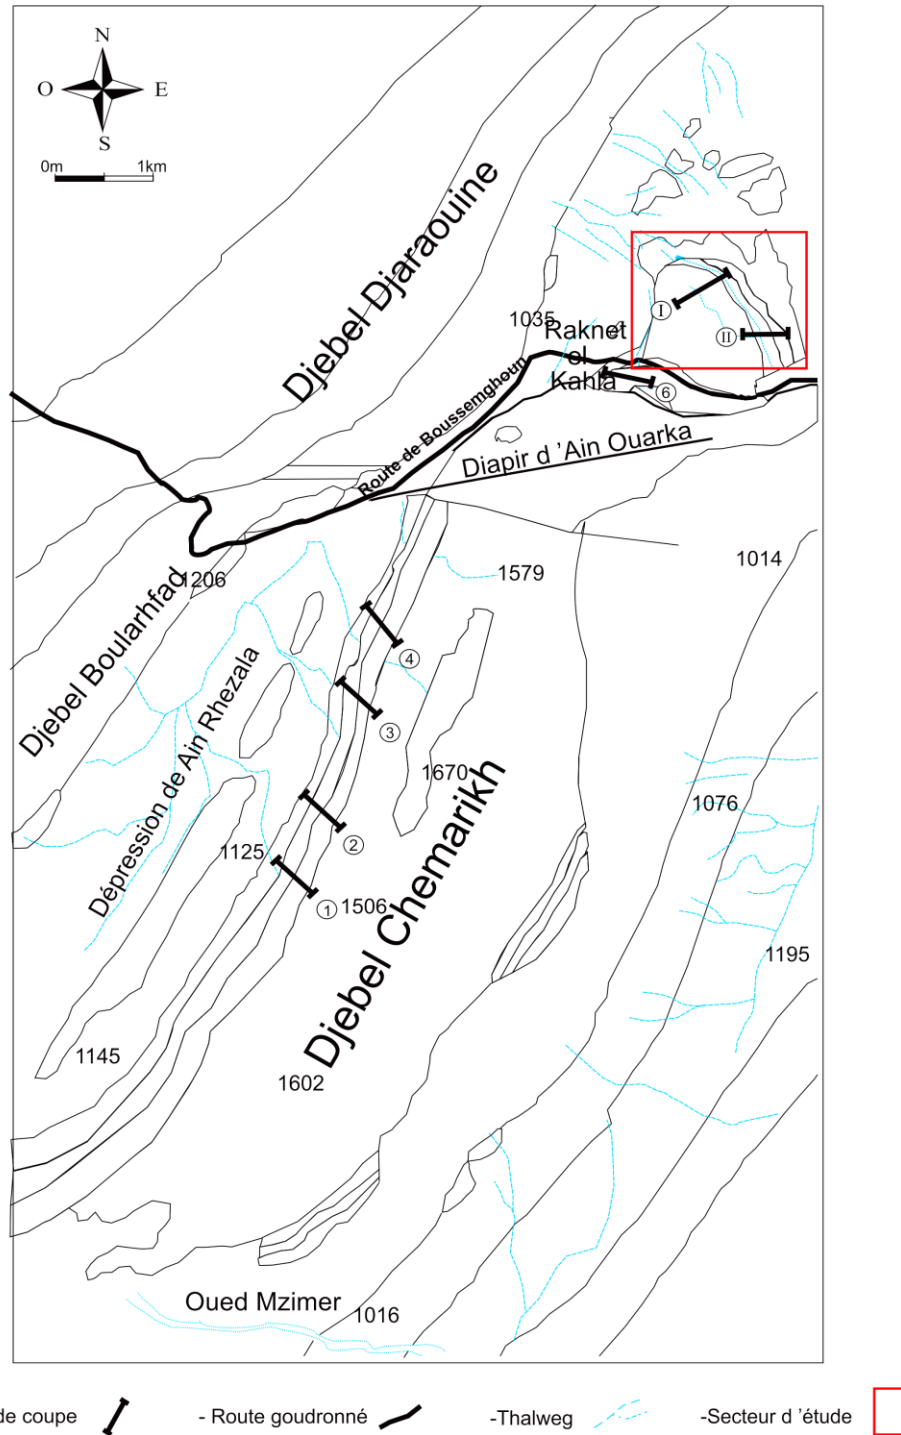 N
O
E
S
0m
1km
Djebel Djaraouine
1035
Raknet
el
Kahla
I
II
6
Route de Boussemghoun
Diapir d 'Ain Ouarka
1014
1579
1206
Djebel Boularhfad
4
Dépression de Ain Rhezala
3
1670
1076
1125
2
1
1506
Djebel Chemarikh
1195
1145
1602
Oued Mzimer
1016
de coupe
- Route goudronné
-Thalweg
-Secteur d 'étude